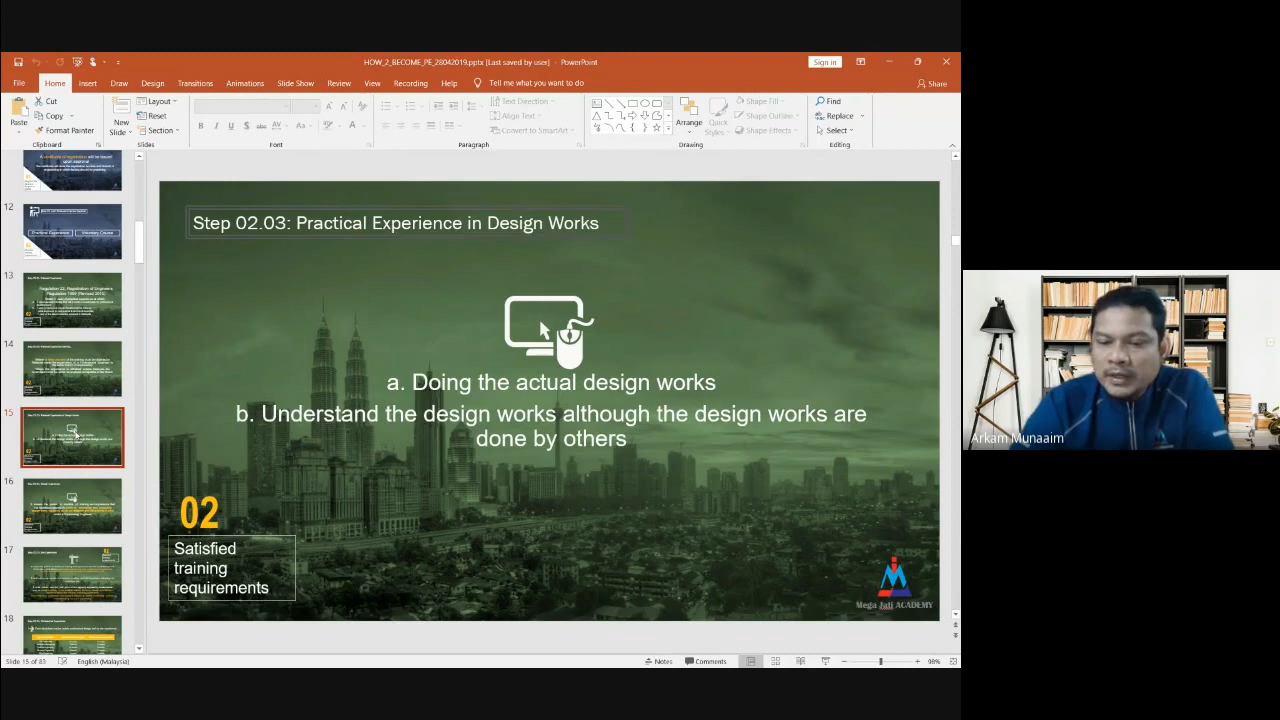 HOW_2_BECOME_PE_28042019.pptx [Last saved by user] - PowerPoint
Sign in
File Home Insert Draw Design Transitions Animations Slide Show Review View Recording Help Tell me what you want to do Share
Paste
Cut
Copy
Format Painter
Clipboard
New
Slide
Layout
Reset
Section
Slides
Font
Text Direction
Align Text
Convert to SmartArt
Paragraph
Arrange
Quick
Styles
Shape Fill
Shape Outline
Shape Effects
Drawing
Find
Replace
Select
Editing
12
13
14
15
16
17
18
Step 02.03: Practical Experience in Design Works
a. Doing the actual design works
b. Understand the design works although the design works are
done by others
02
Satisfied
training
requirements
Mega Jati ACADEMY
Arkam Munaaim
Slide 15 of 83 English (Malaysia) Notes Comments 98%